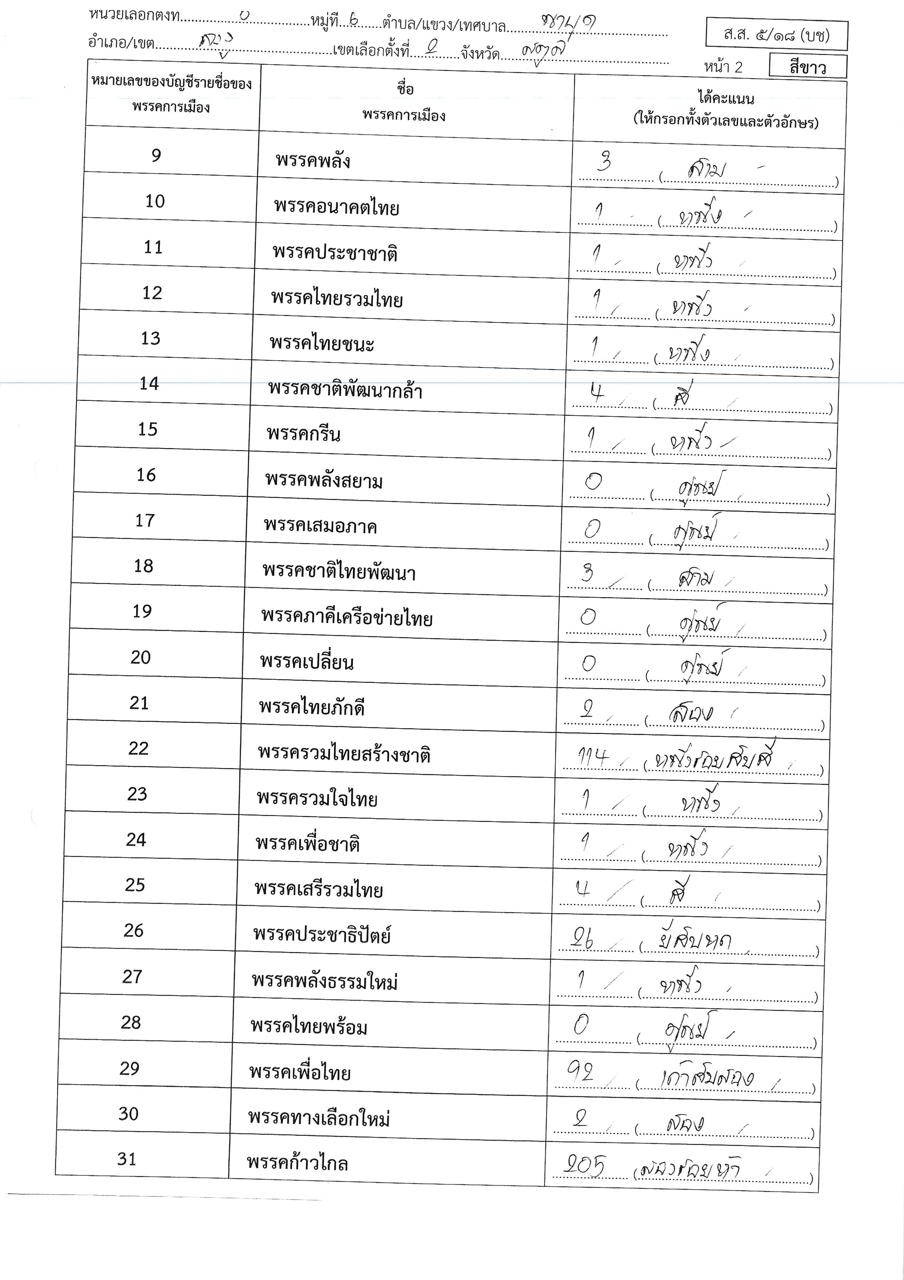 หน่วยเลือกตั้งที่ 8 หมู่ที่ 6 ตำบล/แขวง/เทศบาล
อำเภอ/เขต ละงู เขตเลือกตั้งที่ 2 จังหวัด สตูล
ส.ส. ๕/๑๘ (บช)
หน้า 2 สีขาว
หมายเลขของบัญชีรายชื่อของพรรคการเมือง ชื่อพรรคการเมือง ได้คะแนน (ให้กรอกทั้งตัวเลขและตัวอักษร)
9 พรรคพลัง 3 (สาม)
10 พรรคอนาคตไทย 1 (หนึ่ง)
11 พรรคประชาชาติ 1 (หนึ่ง)
12 พรรคไทยรวมไทย 1 (หนึ่ง)
13 พรรคไทยชนะ 1 (หนึ่ง)
14 พรรคชาติพัฒนากล้า 4 (สี่)
15 พรรคกรีน 1 (หนึ่ง)
16 พรรคพลังสยาม 0 (ศูนย์)
17 พรรคเสมอภาค 0 (ศูนย์)
18 พรรคชาติไทยพัฒนา 3 (สาม)
19 พรรคภาคีเครือข่ายไทย 0 (ศูนย์)
20 พรรคเปลี่ยน 0 (ศูนย์)
21 พรรคไทยภักดี 2 (สอง)
22 พรรครวมไทยสร้างชาติ 114 (หนึ่งร้อยสิบสี่)
23 พรรครวมใจไทย 1 (หนึ่ง)
24 พรรคเพื่อชาติ 1 (หนึ่ง)
25 พรรคเสรีรวมไทย 4 (สี่)
26 พรรคประชาธิปัตย์ 26 (ยี่สิบหก)
27 พรรคพลังธรรมใหม่ 1 (หนึ่ง)
28 พรรคไทยพร้อม 0 (ศูนย์)
29 พรรคเพื่อไทย 92 (เก้าสิบสอง)
30 พรรคทางเลือกใหม่ 2 (สอง)
31 พรรคก้าวไกล 205 (สองร้อยห้า)